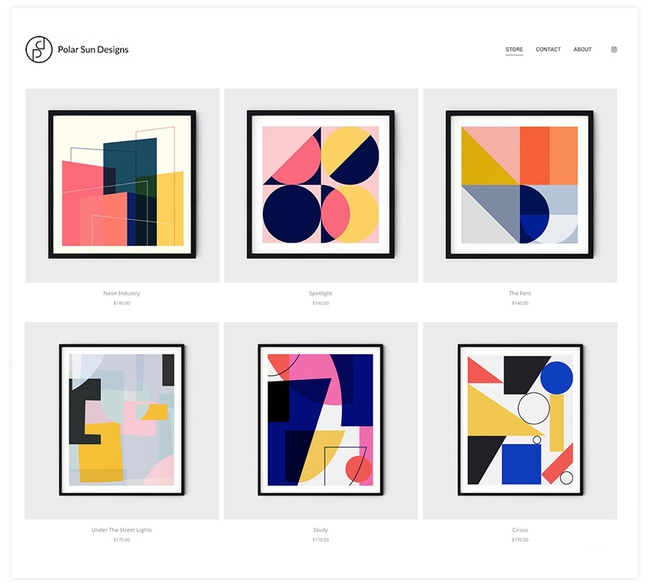 Polar Sun Designs
STORE CONTACT ABOUT
Neon Industry
$140.00
Spotlight
$140.00
The Font
$140.00
Under The Street Lights
$170.00
Study
$170.00
Circus
$170.00